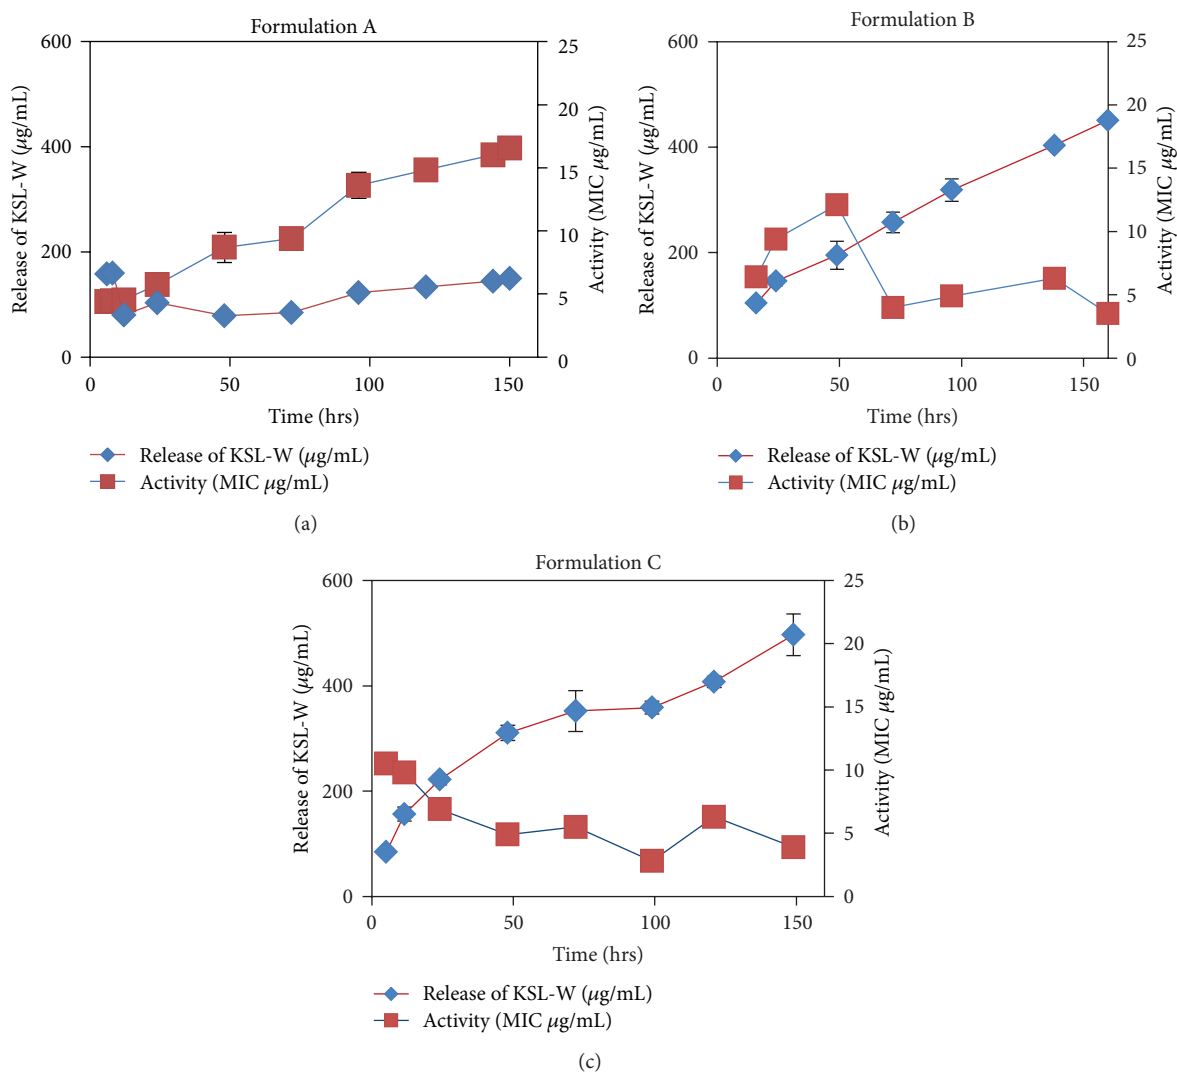 Formulation A
600
400
200
0
Release of KSL-W (μg/mL)
25
20
15
10
5
0
Activity (MIC μg/mL)
0 50 100 150
Time (hrs)
Release of KSL-W (μg/mL)
Activity (MIC μg/mL)
(a)
Formulation B
600
400
200
0
Release of KSL-W (μg/mL)
25
20
15
10
5
0
Activity (MIC μg/mL)
0 50 100 150
Time (hrs)
Release of KSL-W (μg/mL)
Activity (MIC μg/mL)
(b)
Formulation C
600
400
200
0
Release of KSL-W (μg/mL)
25
20
15
10
5
0
Activity (MIC μg/mL)
0 50 100 150
Time (hrs)
Release of KSL-W (μg/mL)
Activity (MIC μg/mL)
(c)